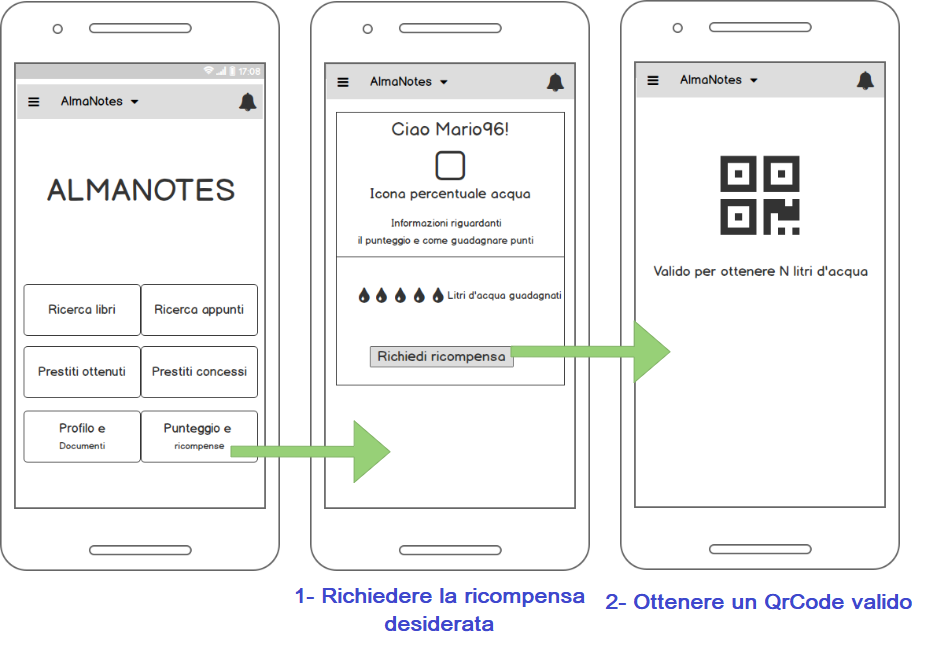 17:08
AlmaNotes
ALMANOTES
Ricerca libri
Ricerca appunti
Prestiti ottenuti
Prestiti concessi
Profilo e
Documenti
Punteggio e
ricompense
AlmaNotes
Ciao Mario96!
Icona percentuale acqua
Informazioni riguardanti
il punteggio e come guadagnare punti
Litri d'acqua guadagnati
Richiedi ricompensa
AlmaNotes
Valido per ottenere N litri d'acqua
1- Richiedere la ricompensa
desiderata
2- Ottenere un QrCode valido